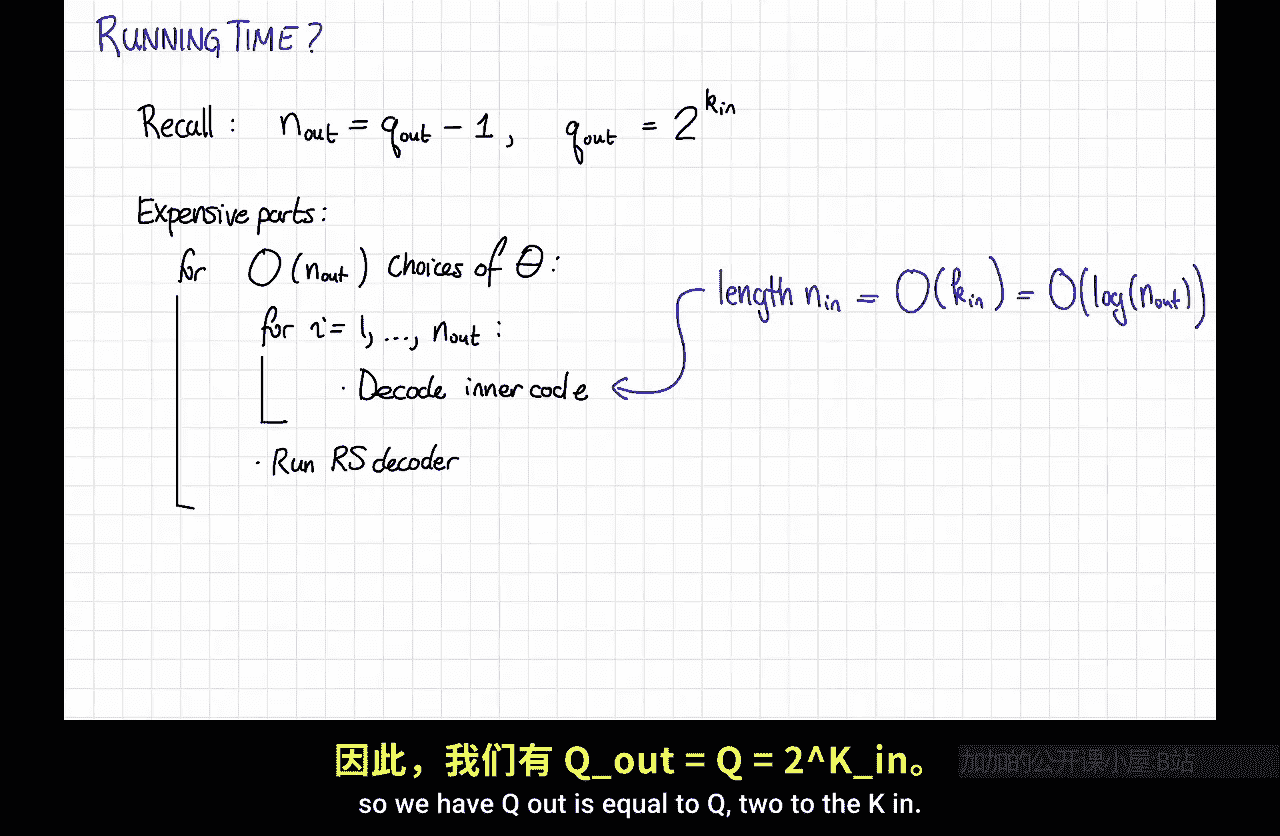 RUNNING TIME?
Recall: n_out = q_out − 1, q_out = 2^{k_in}
Expensive parts:
for O(n_out) choices of θ:
for i = 1, ..., n_out:
· Decode inner code
length n_in = O(k_in) = O(log(n_out))
· Run RS decoder
因此，我们有 Q_out = Q = 2^K_in。
加加的公开课小屋 B站
so we have Q out is equal to Q, two to the K in.